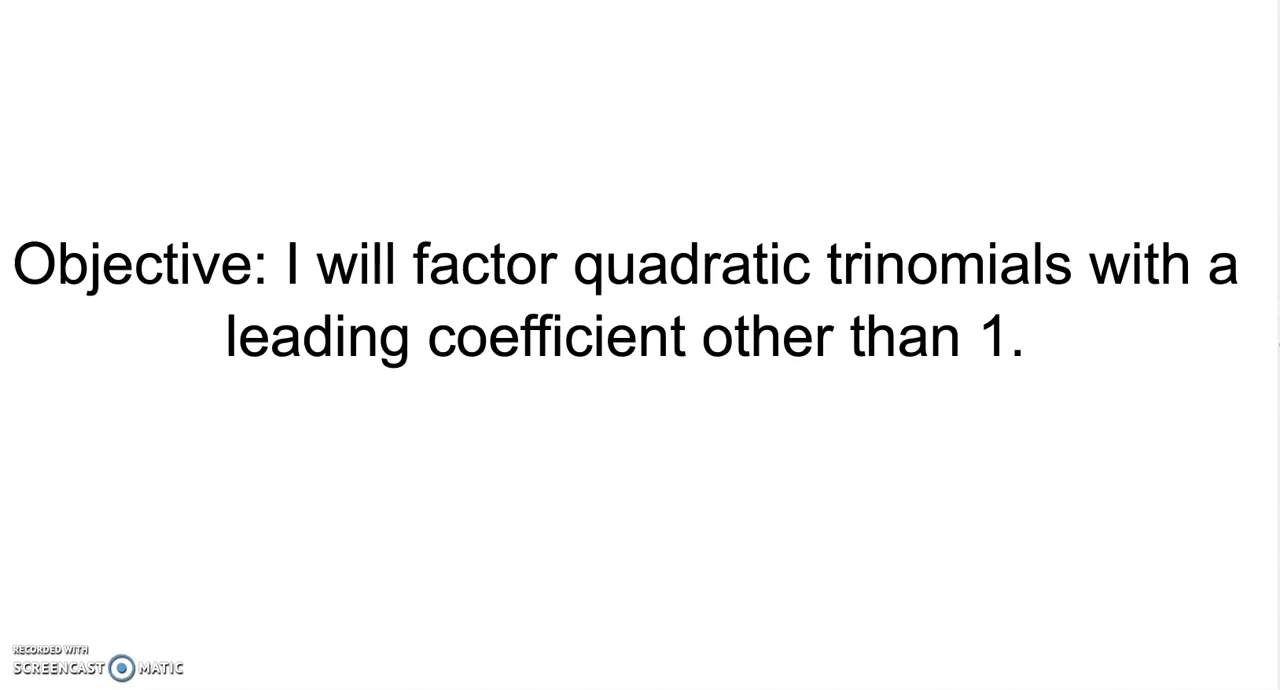 Objective: I will factor quadratic trinomials with a
leading coefficient other than 1.
RECORDED WITH
SCREENCAST MATIC